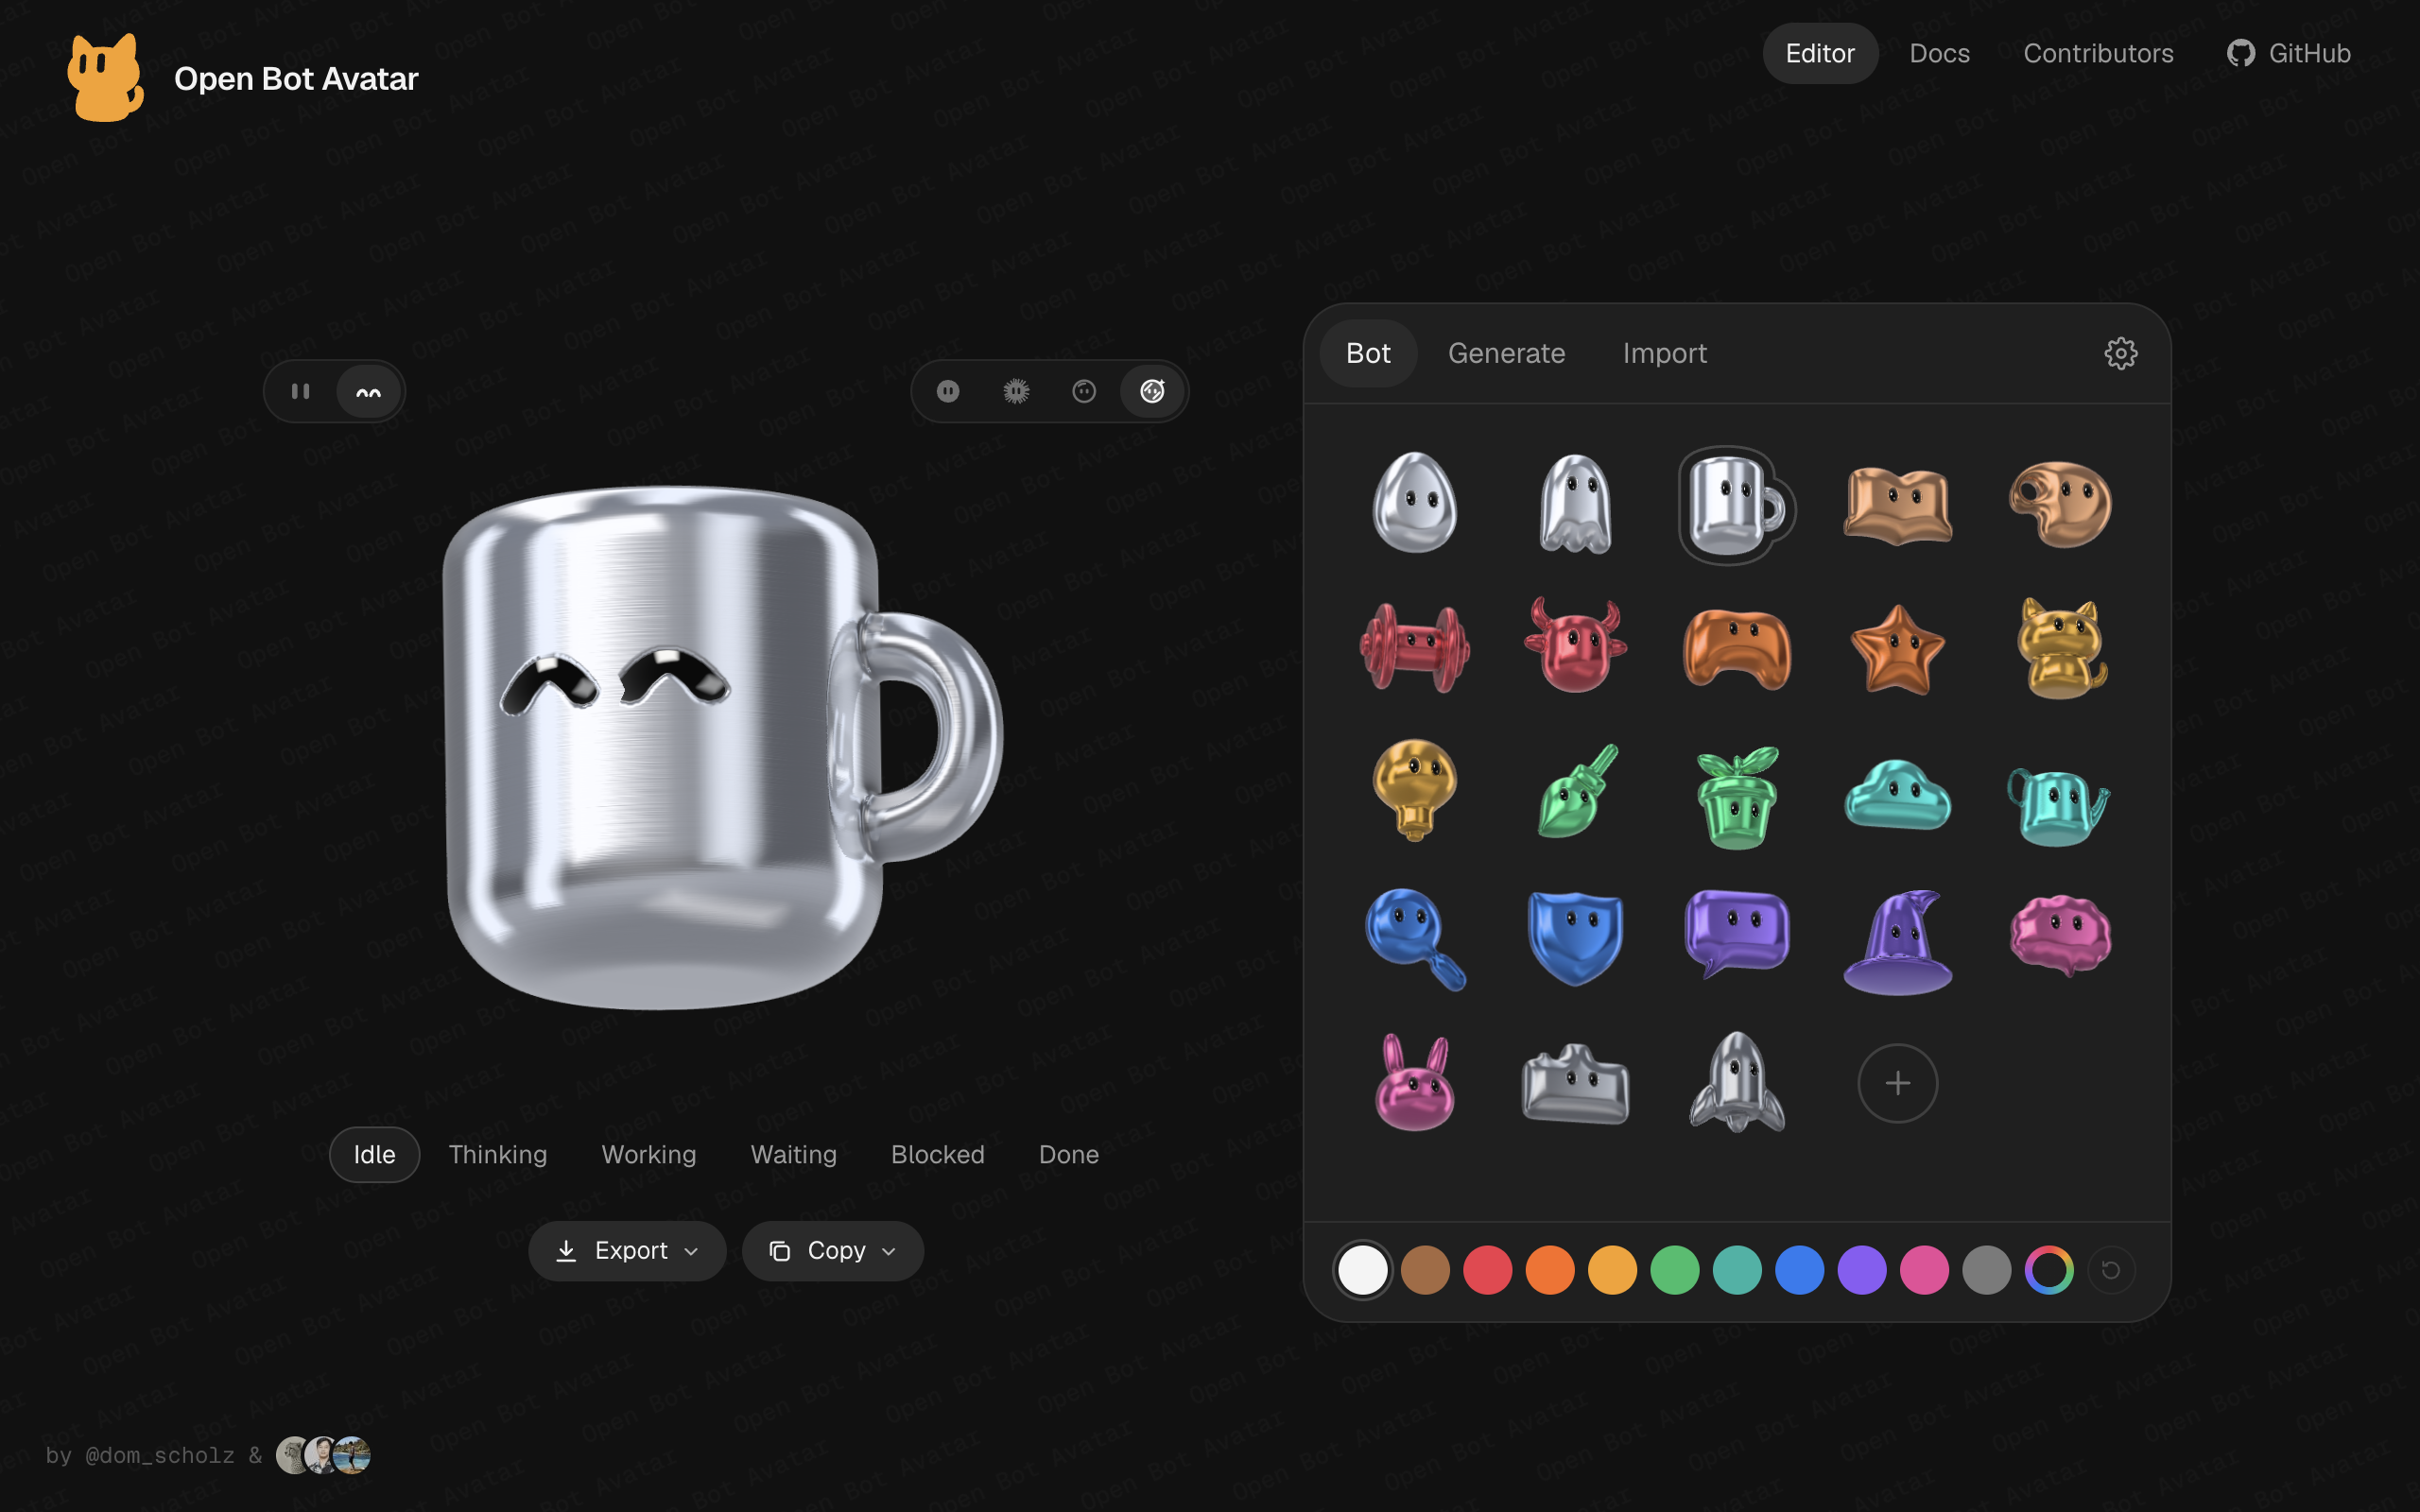 Open Bot Avatar
Editor
Docs
Contributors
GitHub
Bot
Generate
Import
Idle
Thinking
Working
Waiting
Blocked
Done
Export
Copy
by @dom_scholz &